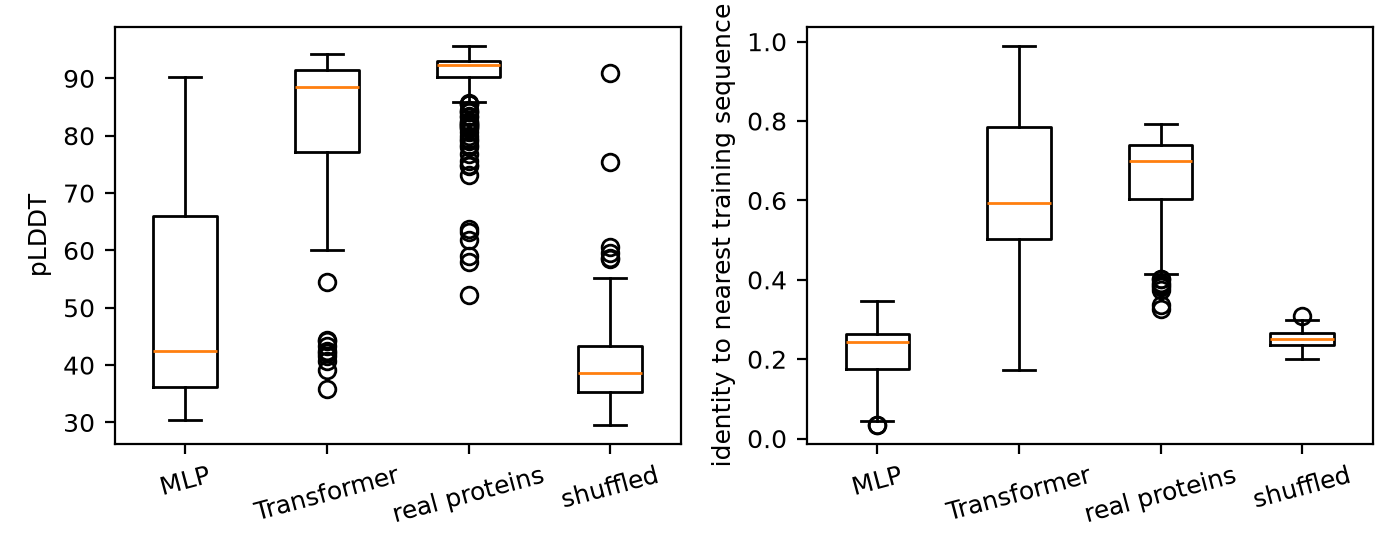 pLDDT
90
80
70
60
50
40
30
MLP
Transformer
real proteins
shuffled
identity to nearest training sequence
1.0
0.8
0.6
0.4
0.2
0.0
MLP
Transformer
real proteins
shuffled